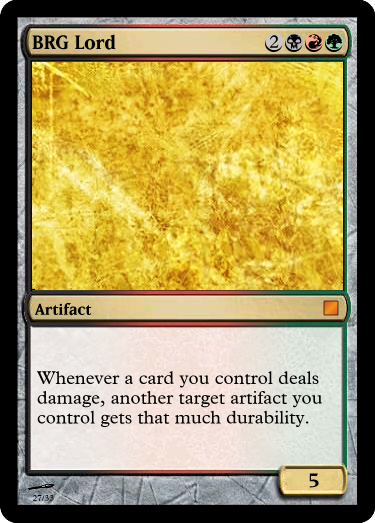 BRG Lord 2
Artifact
Whenever a card you control deals
damage, another target artifact you
control gets that much durability.
5
27/33